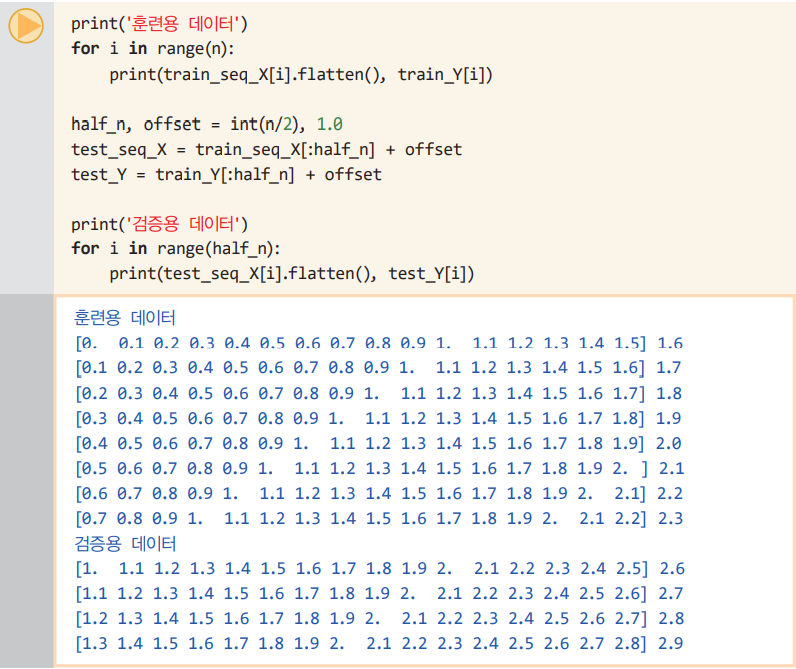 print('훈련용 데이터')
for i in range(n):
    print(train_seq_X[i].flatten(), train_Y[i])
half_n, offset = int(n/2), 1.0
test_seq_X = train_seq_X[:half_n] + offset
test_Y = train_Y[:half_n] + offset
print('검증용 데이터')
for i in range(half_n):
    print(test_seq_X[i].flatten(), test_Y[i])
훈련용 데이터
[0.  0.1 0.2 0.3 0.4 0.5 0.6 0.7 0.8 0.9 1.  1.1 1.2 1.3 1.4 1.5] 1.6
[0.1 0.2 0.3 0.4 0.5 0.6 0.7 0.8 0.9 1.  1.1 1.2 1.3 1.4 1.5 1.6] 1.7
[0.2 0.3 0.4 0.5 0.6 0.7 0.8 0.9 1.  1.1 1.2 1.3 1.4 1.5 1.6 1.7] 1.8
[0.3 0.4 0.5 0.6 0.7 0.8 0.9 1.  1.1 1.2 1.3 1.4 1.5 1.6 1.7 1.8] 1.9
[0.4 0.5 0.6 0.7 0.8 0.9 1.  1.1 1.2 1.3 1.4 1.5 1.6 1.7 1.8 1.9] 2.0
[0.5 0.6 0.7 0.8 0.9 1.  1.1 1.2 1.3 1.4 1.5 1.6 1.7 1.8 1.9 2. ] 2.1
[0.6 0.7 0.8 0.9 1.  1.1 1.2 1.3 1.4 1.5 1.6 1.7 1.8 1.9 2.  2.1] 2.2
[0.7 0.8 0.9 1.  1.1 1.2 1.3 1.4 1.5 1.6 1.7 1.8 1.9 2.  2.1 2.2] 2.3
검증용 데이터
[1.  1.1 1.2 1.3 1.4 1.5 1.6 1.7 1.8 1.9 2.  2.1 2.2 2.3 2.4 2.5] 2.6
[1.1 1.2 1.3 1.4 1.5 1.6 1.7 1.8 1.9 2.  2.1 2.2 2.3 2.4 2.5 2.6] 2.7
[1.2 1.3 1.4 1.5 1.6 1.7 1.8 1.9 2.  2.1 2.2 2.3 2.4 2.5 2.6 2.7] 2.8
[1.3 1.4 1.5 1.6 1.7 1.8 1.9 2.  2.1 2.2 2.3 2.4 2.5 2.6 2.7 2.8] 2.9